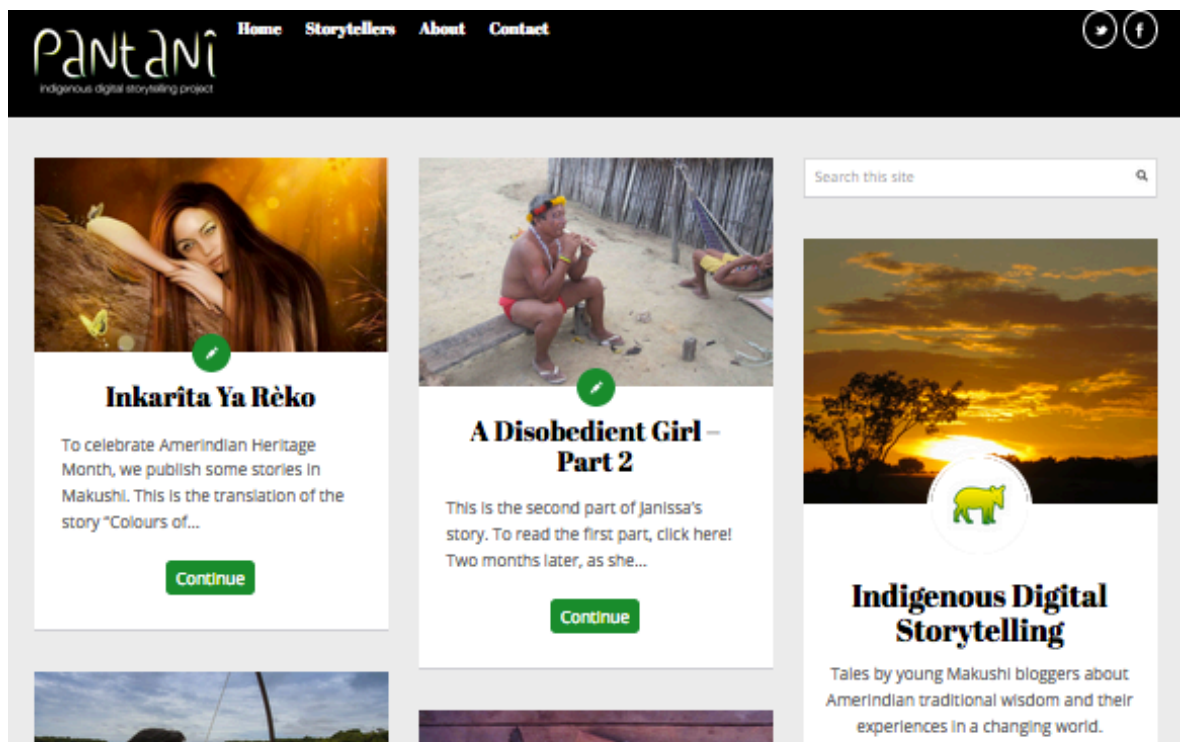 Pantanî
indigenous digital storytelling project
Home Storytellers About Contact
Inkarîta Ya Rèko
To celebrate Amerindian Heritage
Month, we publish some stories in
Makushi. This is the translation of the
story “Colours of...
Continue
A Disobedient Girl –
Part 2
This is the second part of Janissa's
story. To read the first part, click here!
Two months later, as she...
Continue
Search this site
Indigenous Digital
Storytelling
Tales by young Makushi bloggers about
Amerindian traditional wisdom and their
experiences in a changing world.